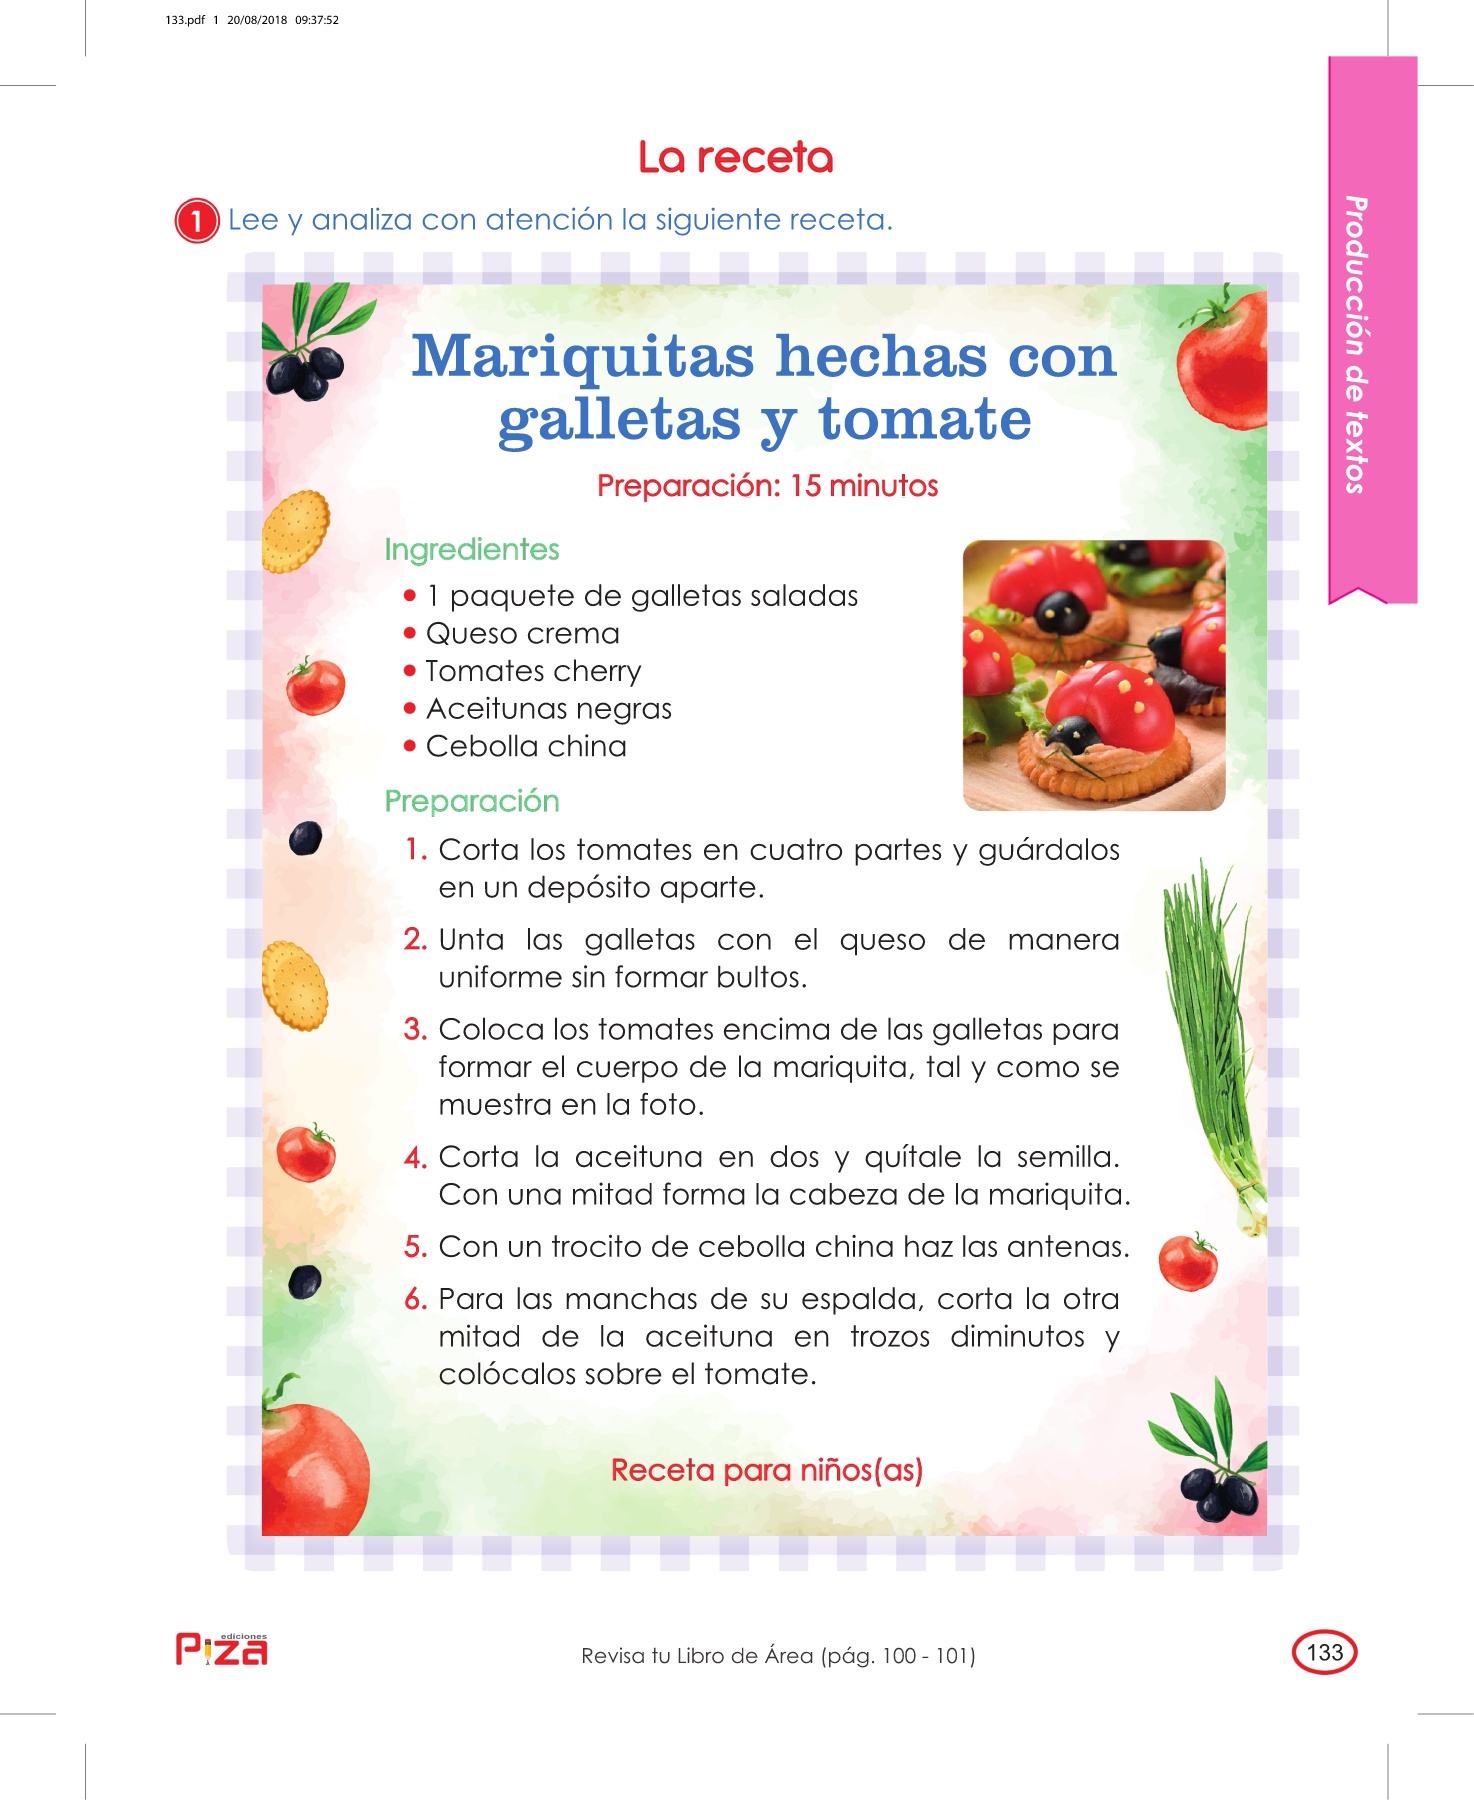 133.pdf 1 20/08/2018 09:37:52
La receta
1 Lee y analiza con atención la siguiente receta.
Producción de textos
Mariquitas hechas con
galletas y tomate
Preparación: 15 minutos
Ingredientes
• 1 paquete de galletas saladas
• Queso crema
• Tomates cherry
• Aceitunas negras
• Cebolla china
Preparación
1. Corta los tomates en cuatro partes y guárdalos
en un depósito aparte.
2. Unta las galletas con el queso de manera
uniforme sin formar bultos.
3. Coloca los tomates encima de las galletas para
formar el cuerpo de la mariquita, tal y como se
muestra en la foto.
4. Corta la aceituna en dos y quítale la semilla.
Con una mitad forma la cabeza de la mariquita.
5. Con un trocito de cebolla china haz las antenas.
6. Para las manchas de su espalda, corta la otra
mitad de la aceituna en trozos diminutos y
colócalos sobre el tomate.
Receta para niños(as)
ediciones
Piza
Revisa tu Libro de Área (pág. 100 - 101)
133